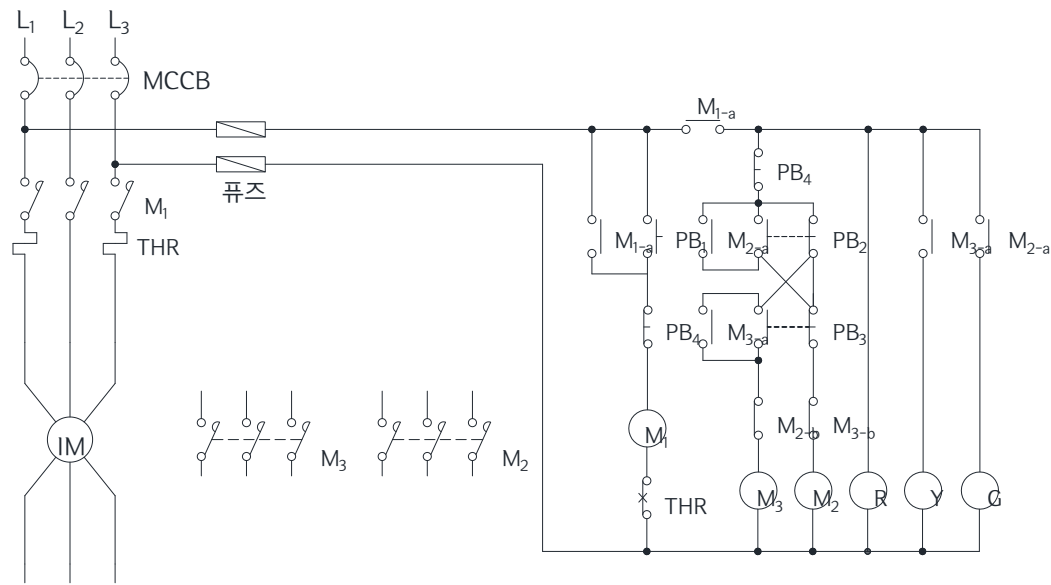 L1 L2 L3
MCCB
M1-a
PB4
퓨즈
M1
THR
M1-a PB1 M2-a PB2 M3-a M2-a
PB4 M3-a PB3
M1 M2-b M3-b
IM
M3 M2
THR M3 M2 R Y G